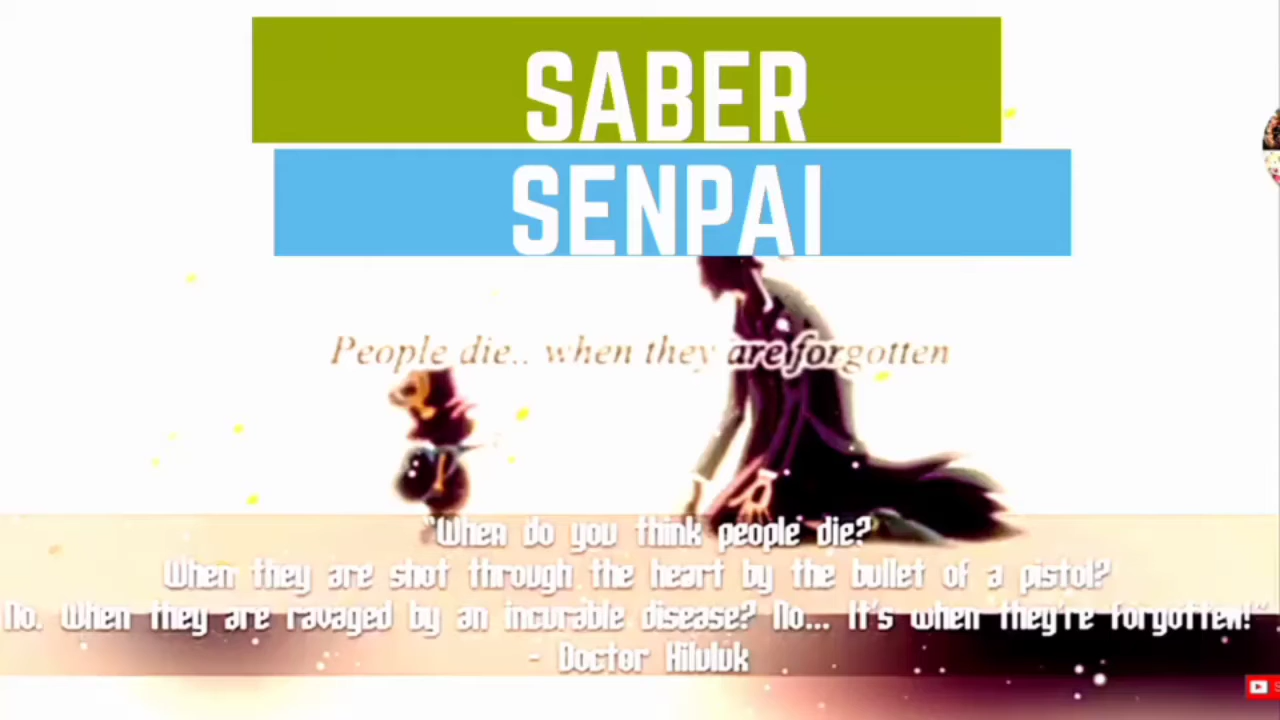 SABER
SENPAI
People die.. when they are forgotten
"When do you think people die?
When they are shot through the heart by the bullet of a pistol?
No. When they are ravaged by an incurable disease? No... It's when they're forgotten!"
- Doctor Hiluluk